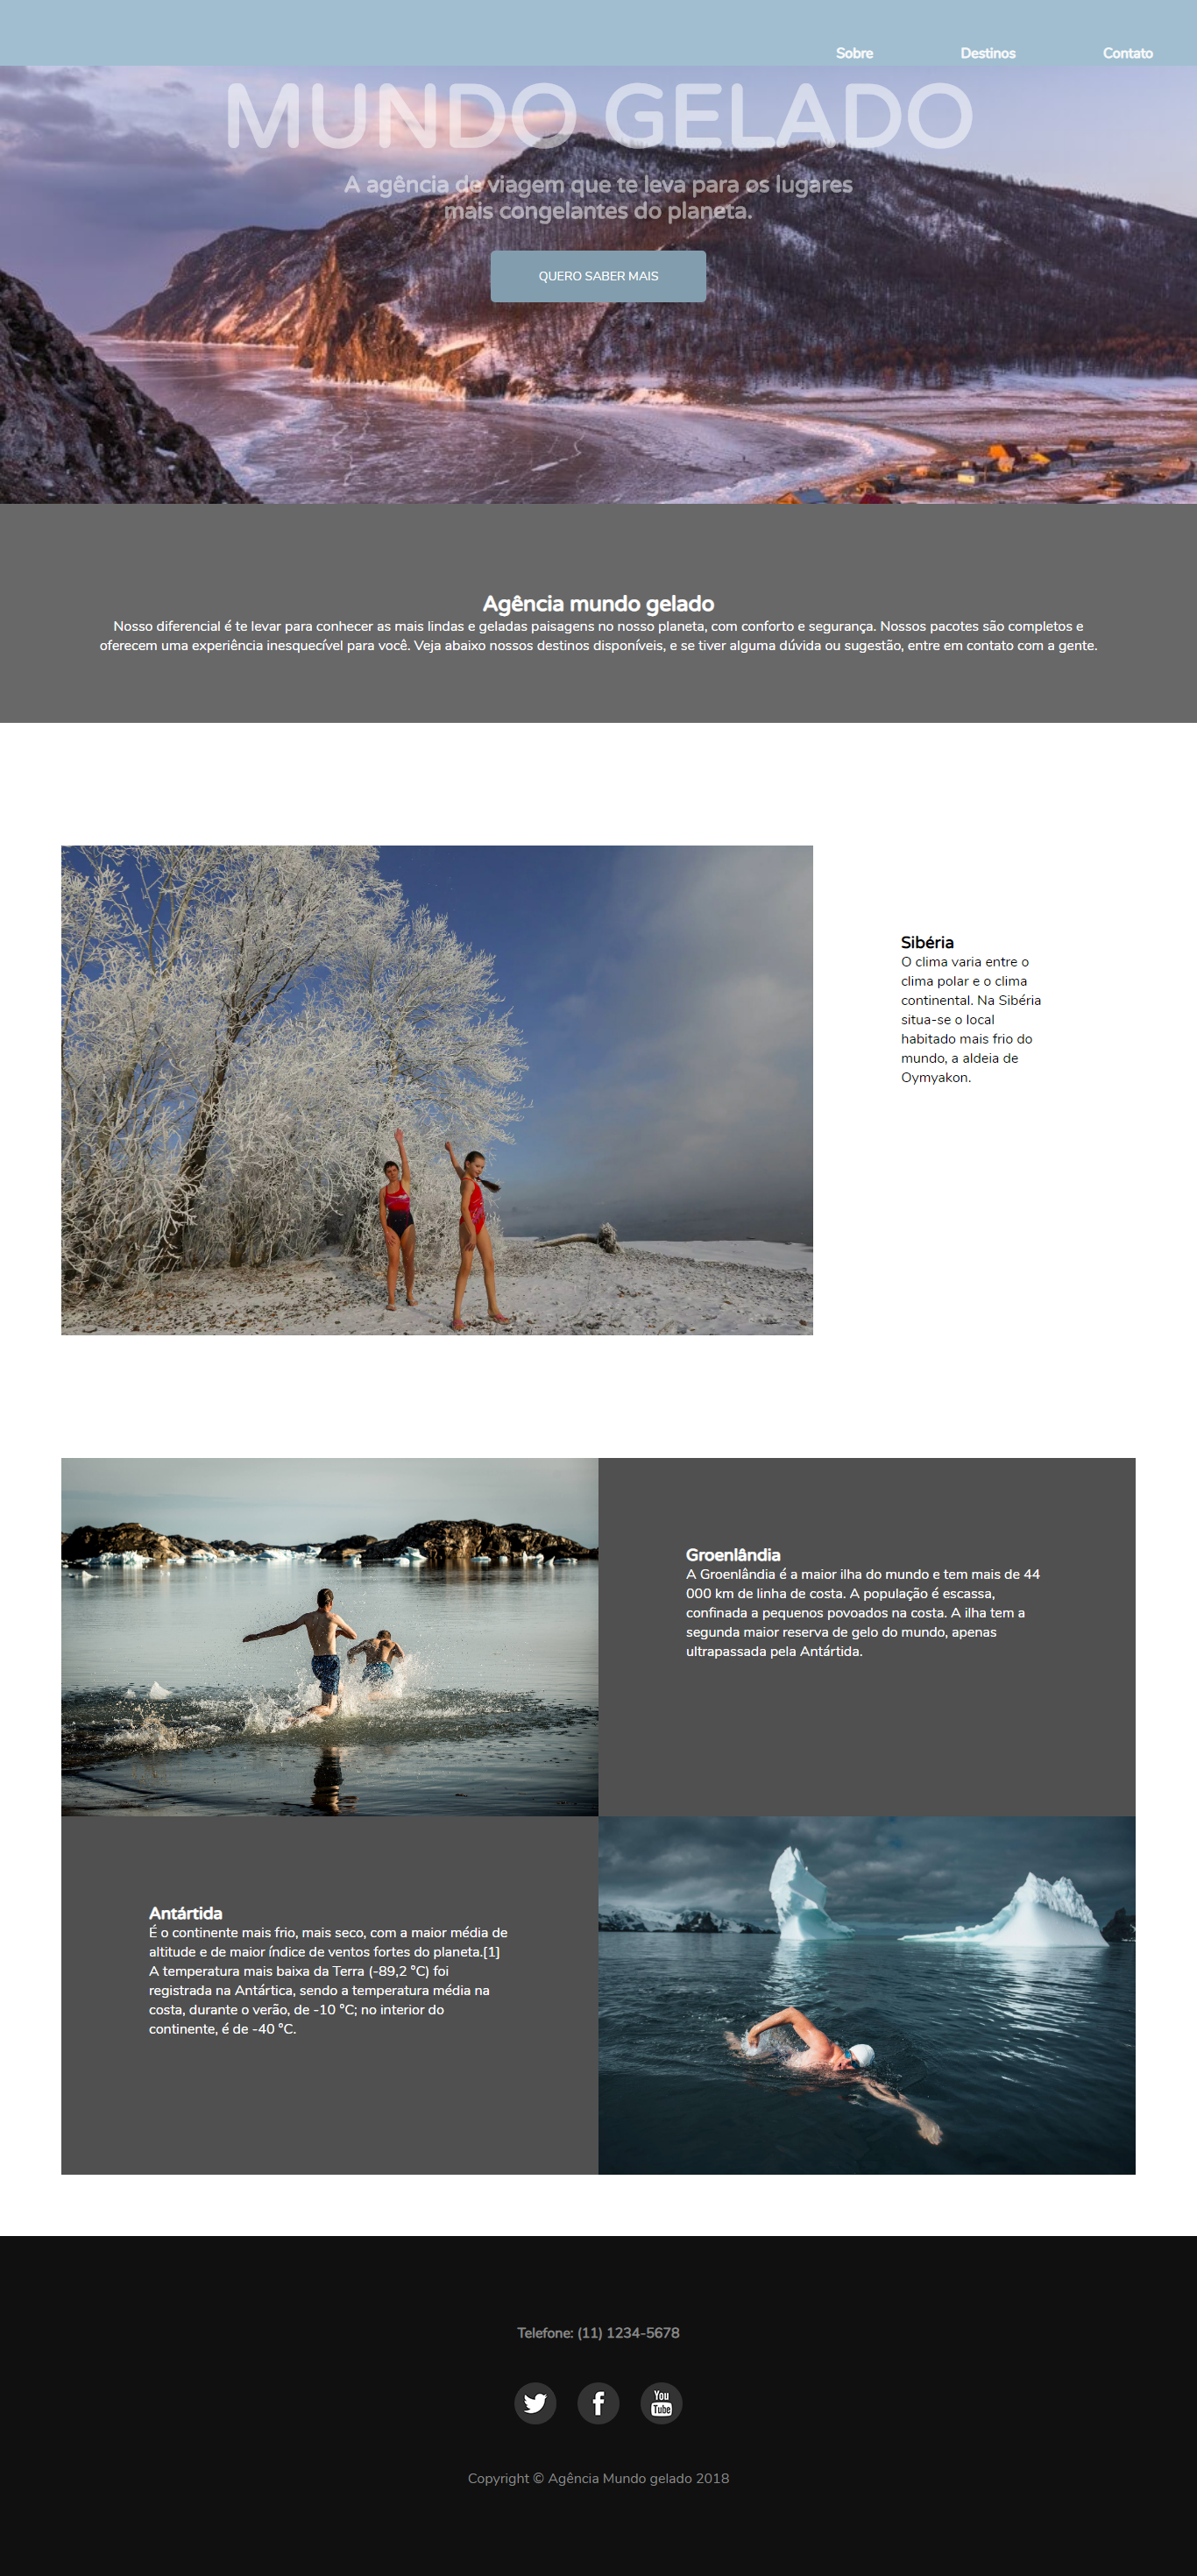 Sobre Destinos Contato
MUNDO GELADO
A agência de viagem que te leva para os lugares
mais congelantes do planeta.
QUERO SABER MAIS
Agência mundo gelado
Nosso diferencial é te levar para conhecer as mais lindas e geladas paisagens no nosso planeta, com conforto e segurança. Nossos pacotes são completos e
oferecem uma experiência inesquecível para você. Veja abaixo nossos destinos disponíveis, e se tiver alguma dúvida ou sugestão, entre em contato com a gente.
Sibéria
O clima varia entre o
clima polar e o clima
continental. Na Sibéria
situa-se o local
habitado mais frio do
mundo, a aldeia de
Oymyakon.
Groenlândia
A Groenlândia é a maior ilha do mundo e tem mais de 44
000 km de linha de costa. A população é escassa,
confinada a pequenos povoados na costa. A ilha tem a
segunda maior reserva de gelo do mundo, apenas
ultrapassada pela Antártida.
Antártida
É o continente mais frio, mais seco, com a maior média de
altitude e de maior índice de ventos fortes do planeta.[1]
A temperatura mais baixa da Terra (-89,2 °C) foi
registrada na Antártica, sendo a temperatura média na
costa, durante o verão, de -10 °C; no interior do
continente, é de -40 °C.
Telefone: (11) 1234-5678
You
Tube
Copyright © Agência Mundo gelado 2018